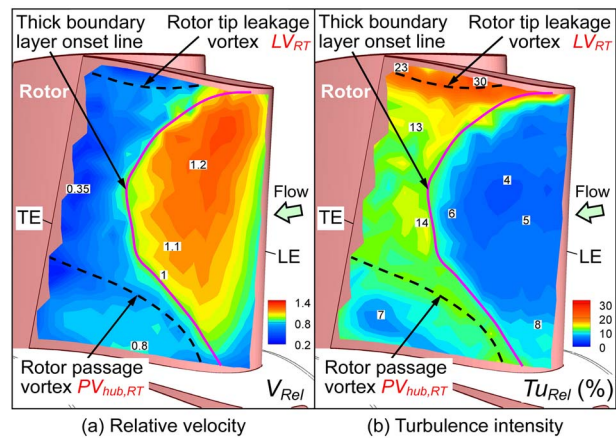 Thick boundary
layer onset line
Rotor tip leakage
vortex LV_RT
Rotor
1.2
0.35
Flow
TE
1.1
LE
1
1.4
0.8
0.2
0.8
Rotor passage
vortex PV_hub,RT
V_Rel
(a) Relative velocity
Thick boundary
layer onset line
Rotor tip leakage
vortex LV_RT
23
30
Rotor
13
4
Flow
6
5
TE
14
LE
30
20
10
0
7
8
Rotor passage
vortex PV_hub,RT
Tu_Rel (%)
(b) Turbulence intensity